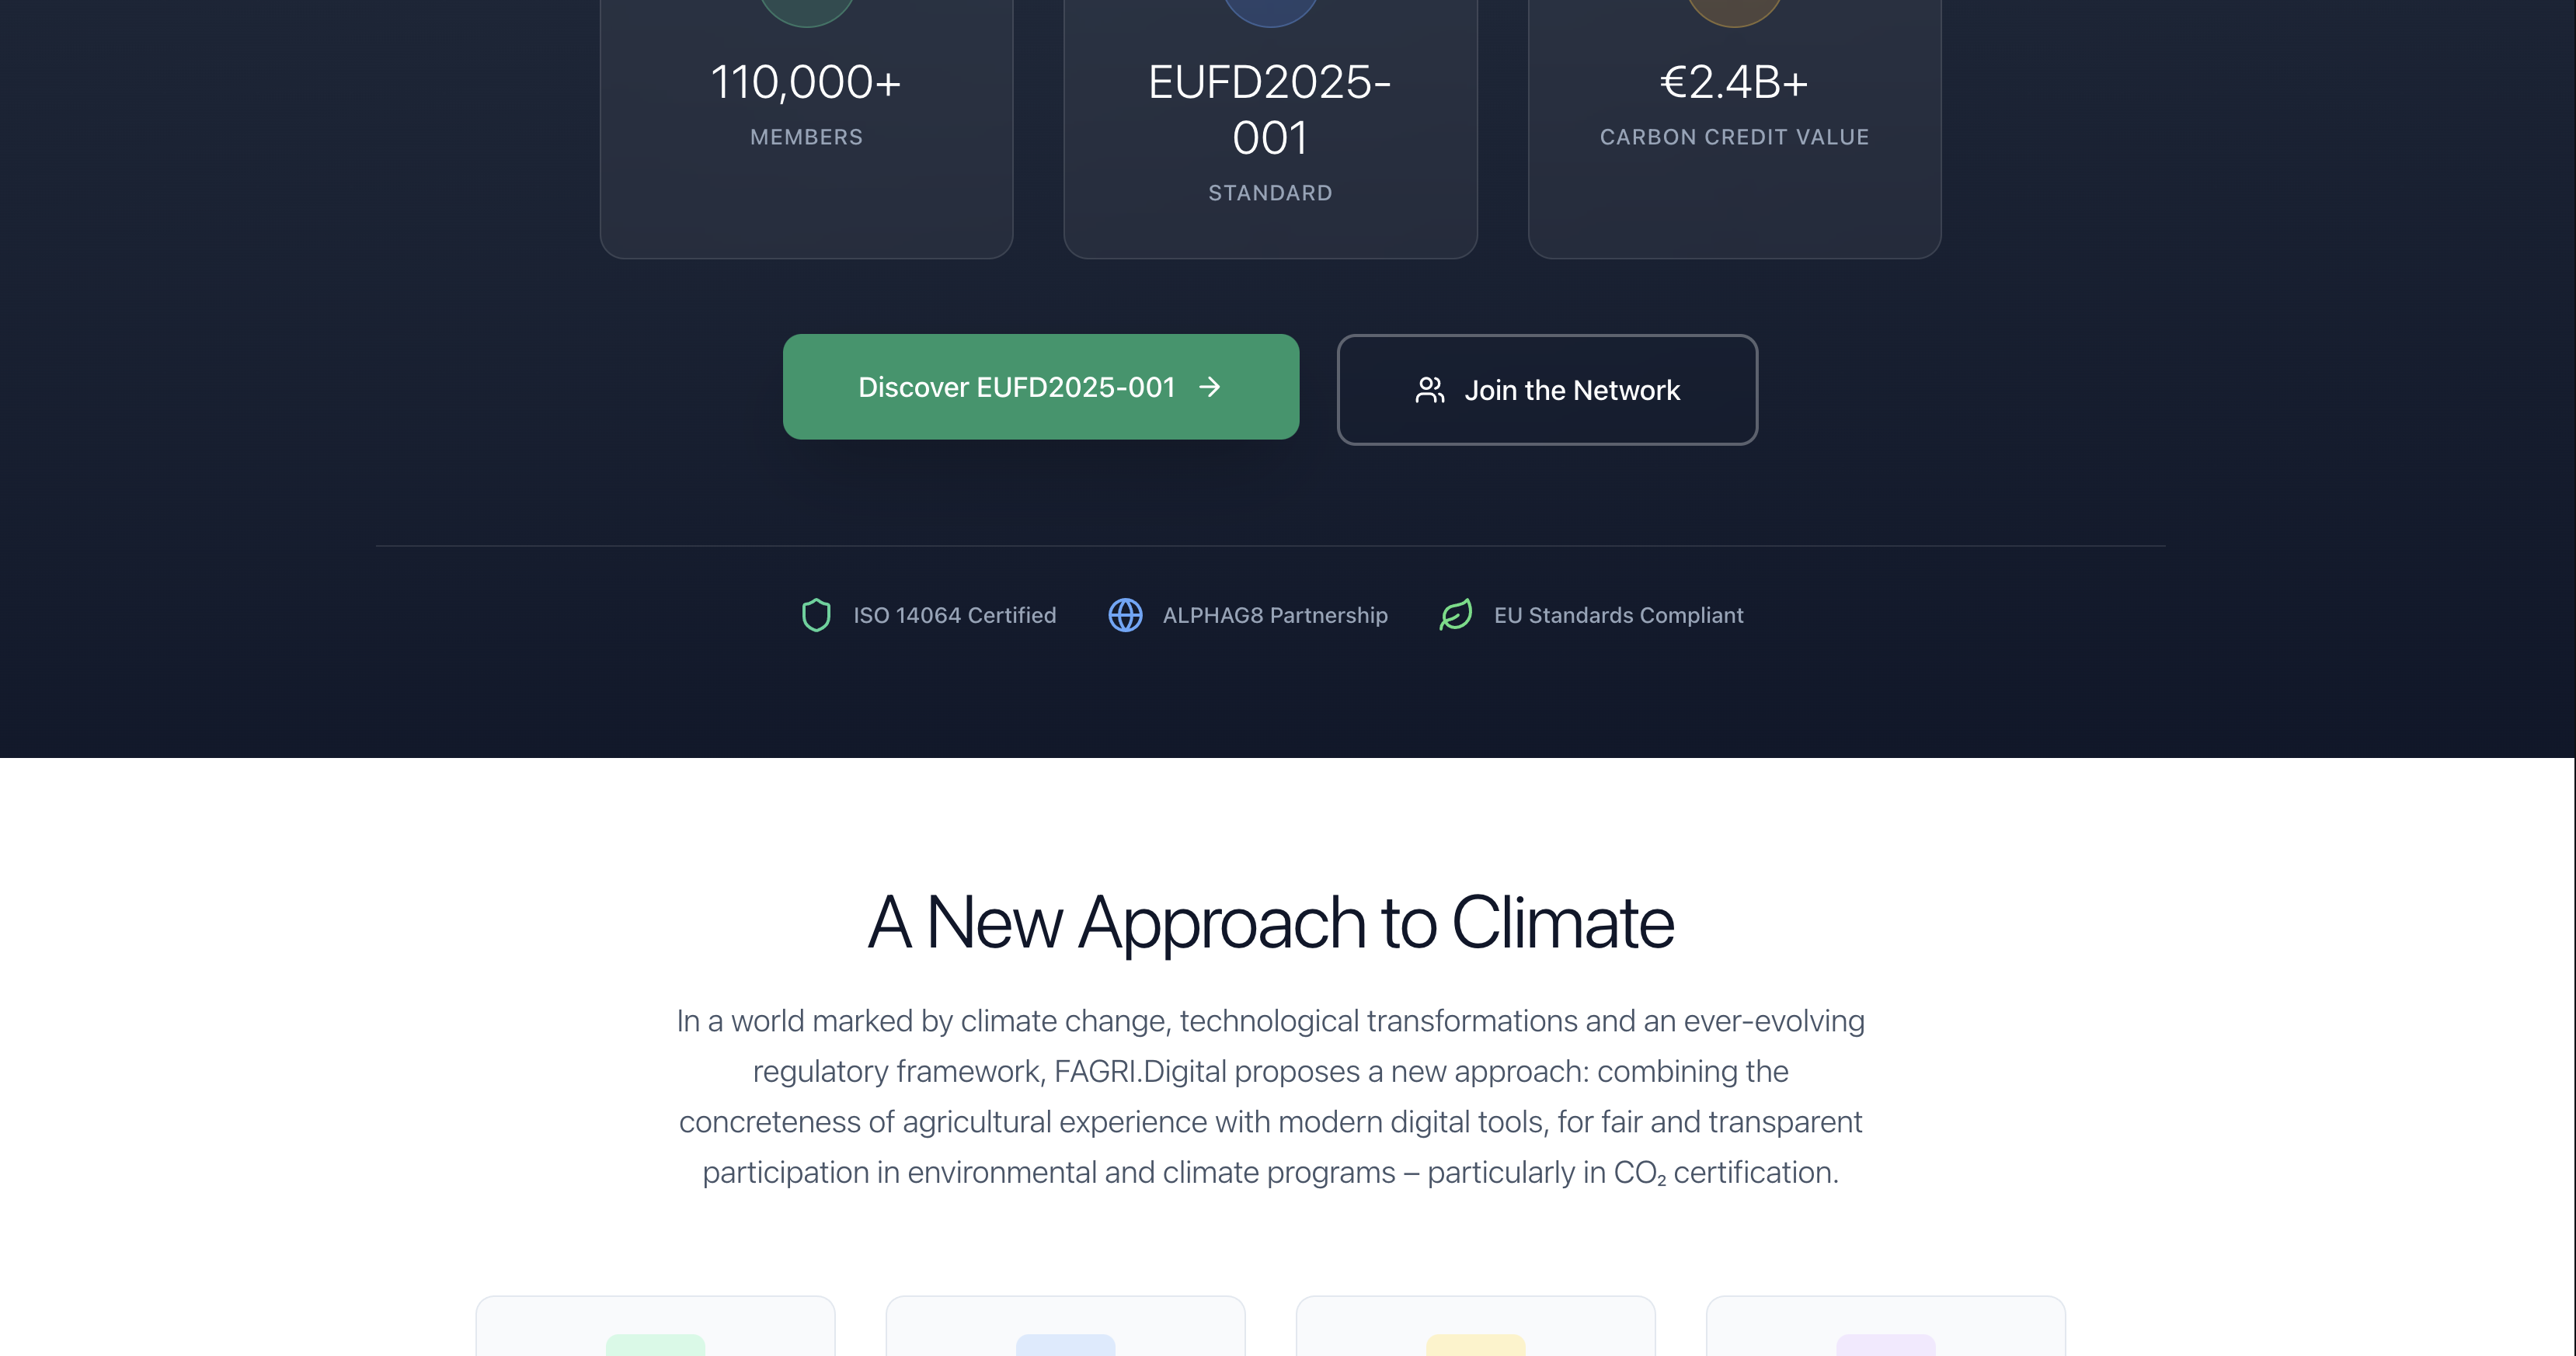 110,000+
MEMBERS
EUFD2025-
001
STANDARD
€2.4B+
CARBON CREDIT VALUE
Discover EUFD2025-001
Join the Network
ISO 14064 Certified
ALPHAG8 Partnership
EU Standards Compliant
A New Approach to Climate
In a world marked by climate change, technological transformations and an ever-evolving
regulatory framework, FAGRI.Digital proposes a new approach: combining the
concreteness of agricultural experience with modern digital tools, for fair and transparent
participation in environmental and climate programs – particularly in CO₂ certification.